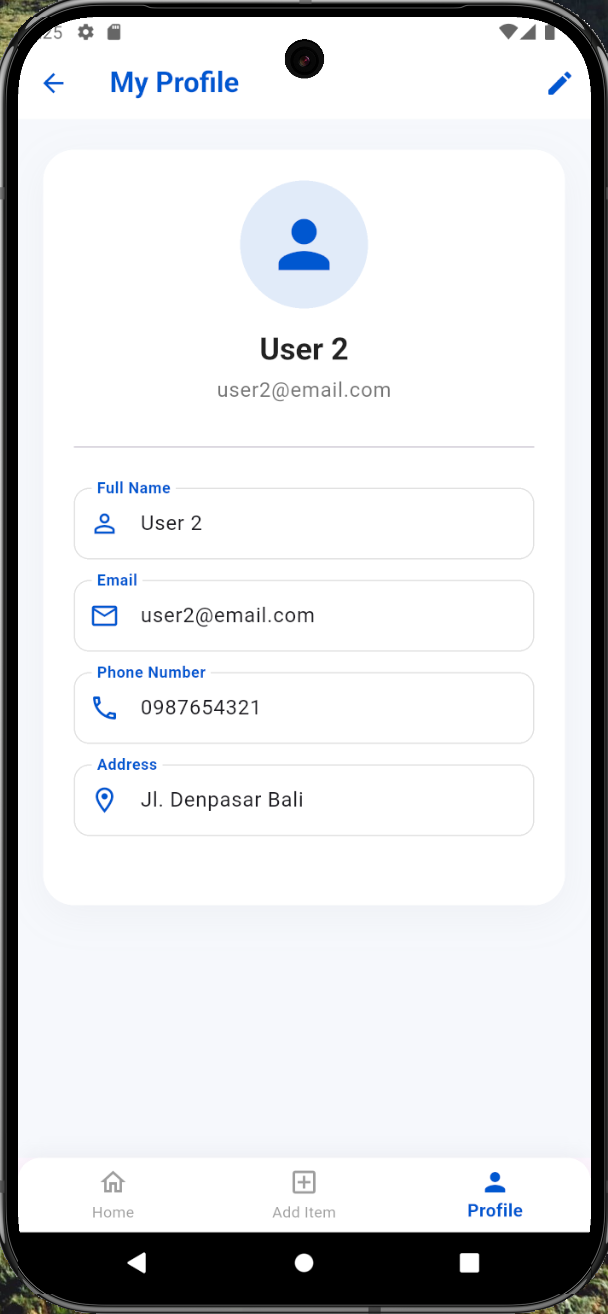 25
My Profile
User 2
user2@email.com
Full Name
User 2
Email
user2@email.com
Phone Number
0987654321
Address
Jl. Denpasar Bali
Home
Add Item
Profile